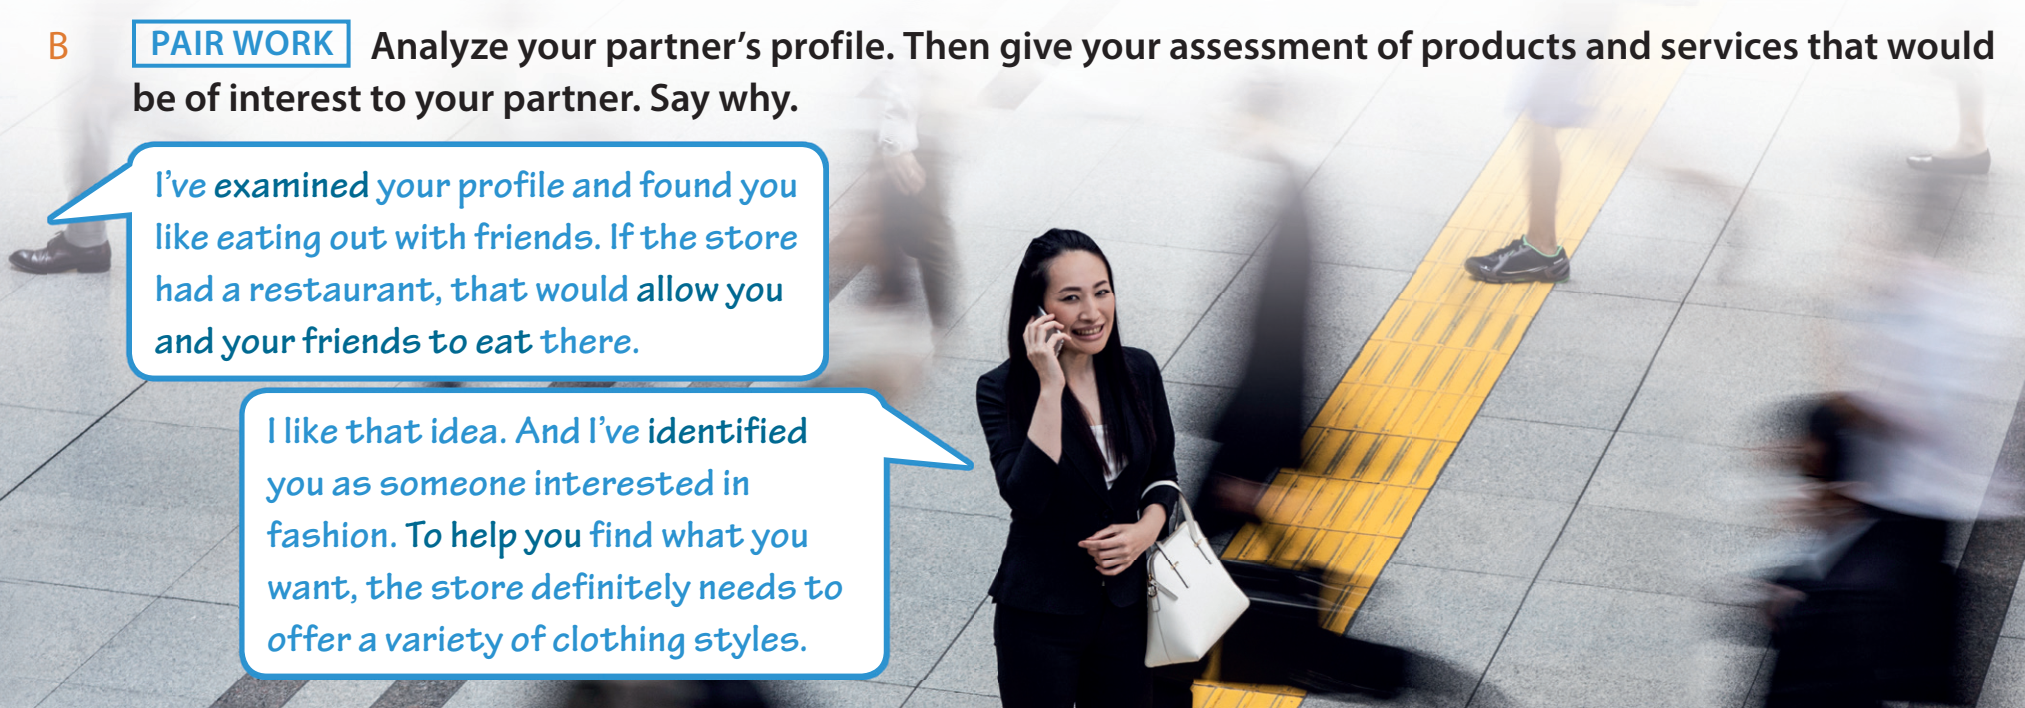 B PAIR WORK Analyze your partner’s profile. Then give your assessment of products and services that would
be of interest to your partner. Say why.
I’ve examined your profile and found you
like eating out with friends. If the store
had a restaurant, that would allow you
and your friends to eat there.
I like that idea. And I’ve identified
you as someone interested in
fashion. To help you find what you
want, the store definitely needs to
offer a variety of clothing styles.